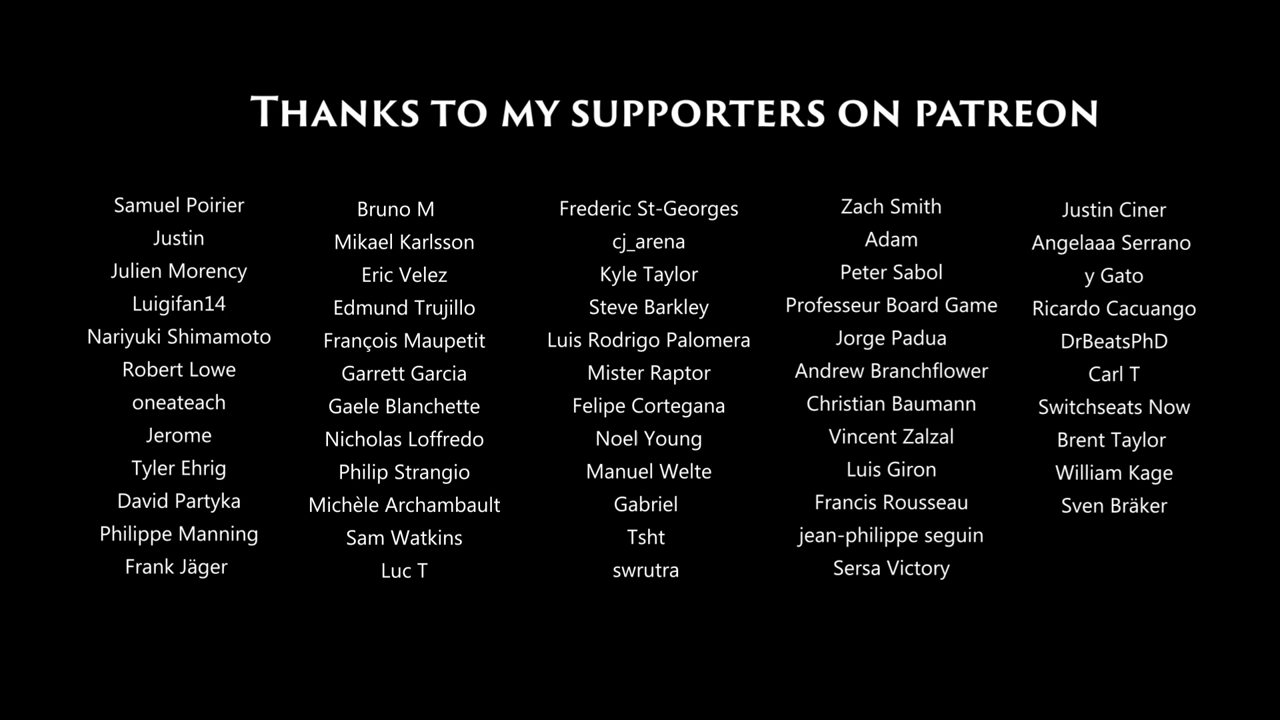 THANKS TO MY SUPPORTERS ON PATREON
Samuel Poirier
Justin
Julien Morency
Luigifan14
Nariyuki Shimamoto
Robert Lowe
oneateach
Jerome
Tyler Ehrig
David Partyka
Philippe Manning
Frank Jäger
Bruno M
Mikael Karlsson
Eric Velez
Edmund Trujillo
François Maupetit
Garrett Garcia
Gaele Blanchette
Nicholas Loffredo
Philip Strangio
Michèle Archambault
Sam Watkins
Luc T
Frederic St-Georges
cj_arena
Kyle Taylor
Steve Barkley
Luis Rodrigo Palomera
Mister Raptor
Felipe Cortegana
Noel Young
Manuel Welte
Gabriel
Tsht
swrutra
Zach Smith
Adam
Peter Sabol
Professeur Board Game
Jorge Padua
Andrew Branchflower
Christian Baumann
Vincent Zalzal
Luis Giron
Francis Rousseau
jean-philippe seguin
Sersa Victory
Justin Ciner
Angelaaa Serrano
y Gato
Ricardo Cacuango
DrBeatsPhD
Carl T
Switchseats Now
Brent Taylor
William Kage
Sven Bräker